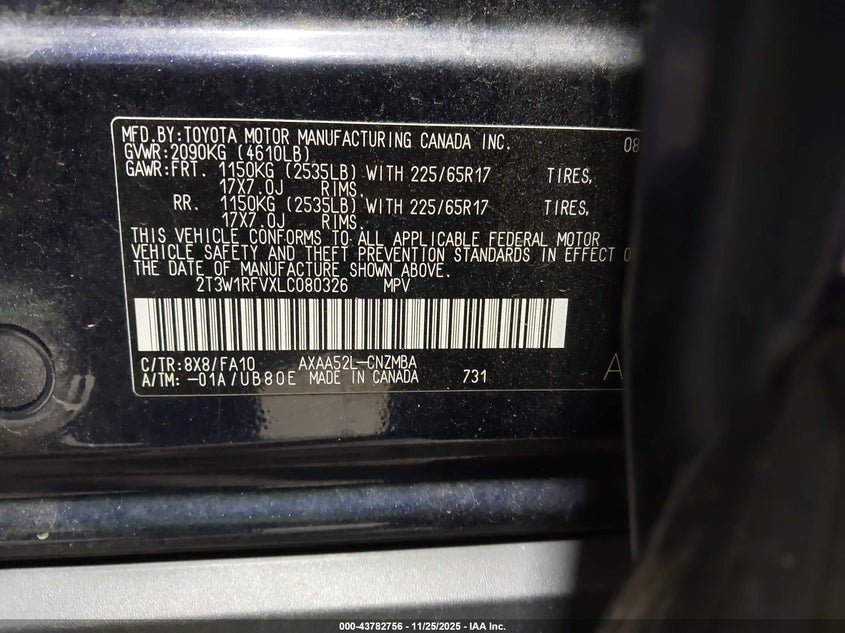 MFD.BY:TOYOTA MOTOR MANUFACTURING CANADA INC. 08
GVWR:2090KG (4610LB)
GAWR:FRT. 1150KG (2535LB) WITH 225/65R17 TIRES,
17X7.0J RIMS.
RR. 1150KG (2535LB) WITH 225/65R17 TIRES,
17X7.0J RIMS.
THIS VEHICLE CONFORMS TO ALL APPLICABLE FEDERAL MOTOR
VEHICLE SAFETY AND THEFT PREVENTION STANDARDS IN EFFECT O
THE DATE OF MANUFACTURE SHOWN ABOVE.
2T3W1RFVXLC080326 MPV
C/TR:8X8/FA10 AXAA52L-CNZMBA
A/TM:-01A/UB80E MADE IN CANADA 731 A
000-43782756 - 11/25/2025 - IAA Inc.